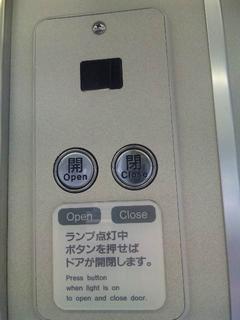 開 閉
Open Close
Open Close
ランプ点灯中
ボタンを押せば
ドアが開閉します。
Press button
when light is on
to open and close door.